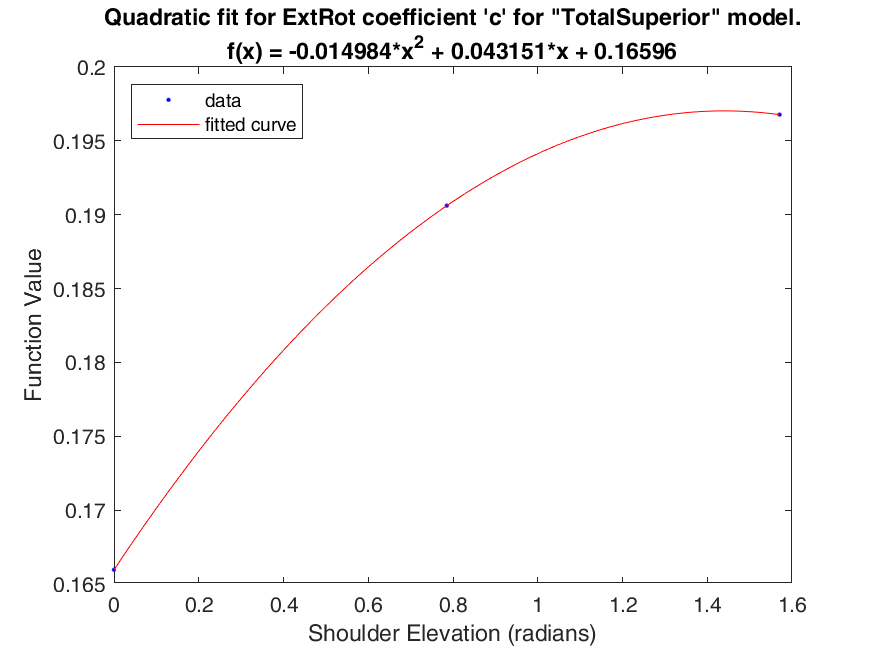 Quadratic fit for ExtRot coefficient 'c' for "TotalSuperior" model.
f(x) = -0.014984*x² + 0.043151*x + 0.16596
0.2
data
fitted curve
0.195
0.19
0.185
0.18
0.175
0.17
0.165
Function Value
0 0.2 0.4 0.6 0.8 1 1.2 1.4 1.6
Shoulder Elevation (radians)